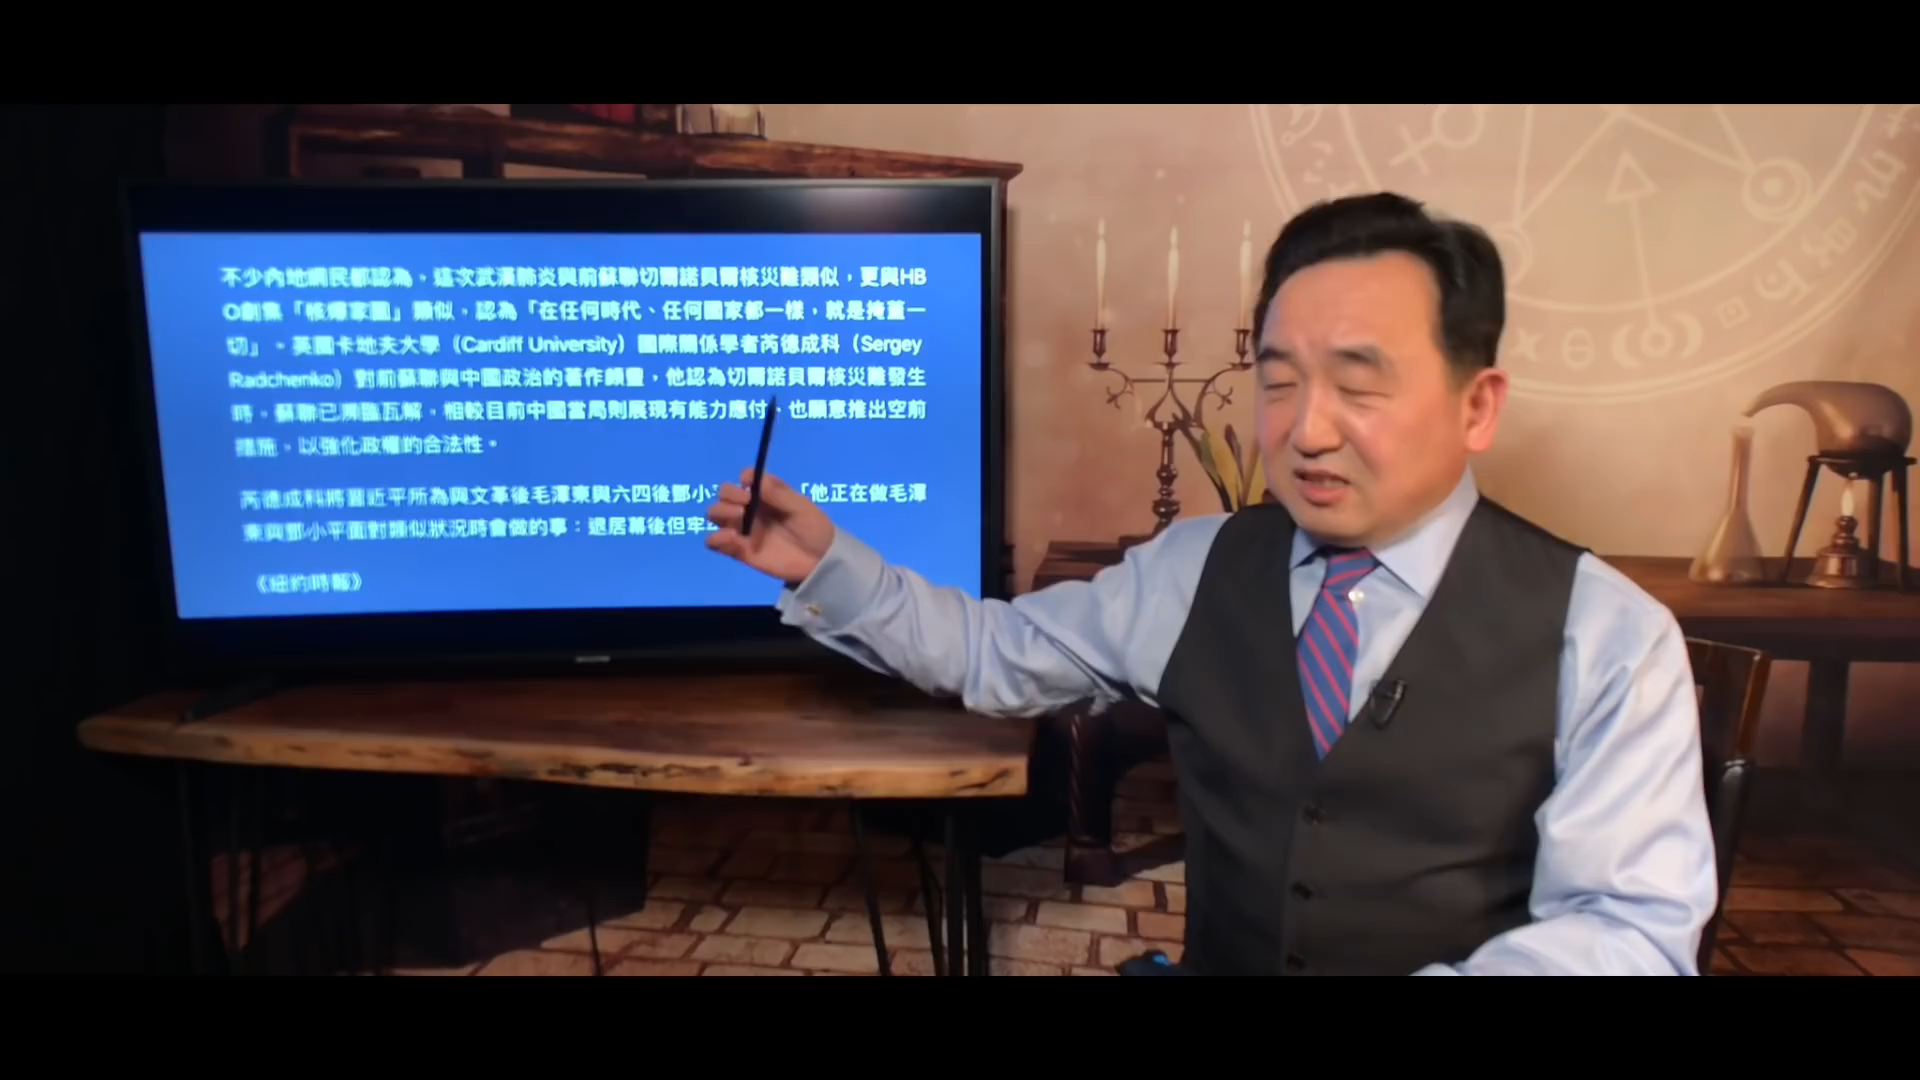 不少內地網民都認為，這次武漢肺炎與前蘇聯切爾諾貝爾核災難類似，更與HB
O劇集「核爆家園」類似，認為「在任何時代、任何國家都一樣，就是掩蓋一
切」。英國卡地夫大學（Cardiff University）國際關係學者芮德成科（Sergey
Radchenko）對前蘇聯與中國政治的著作頗豐，他認為切爾諾貝爾核災難發生
時，蘇聯已瀕臨瓦解，相較目前中國當局則展現有能力應付，也願意推出空前
措施，以強化政權的合法性。
芮德成科將習近平所為與文革後毛澤東與六四後鄧小 「他正在做毛澤
東與鄧小平面對類似狀況時會做的事：退居幕後但牢
《紐約時報》